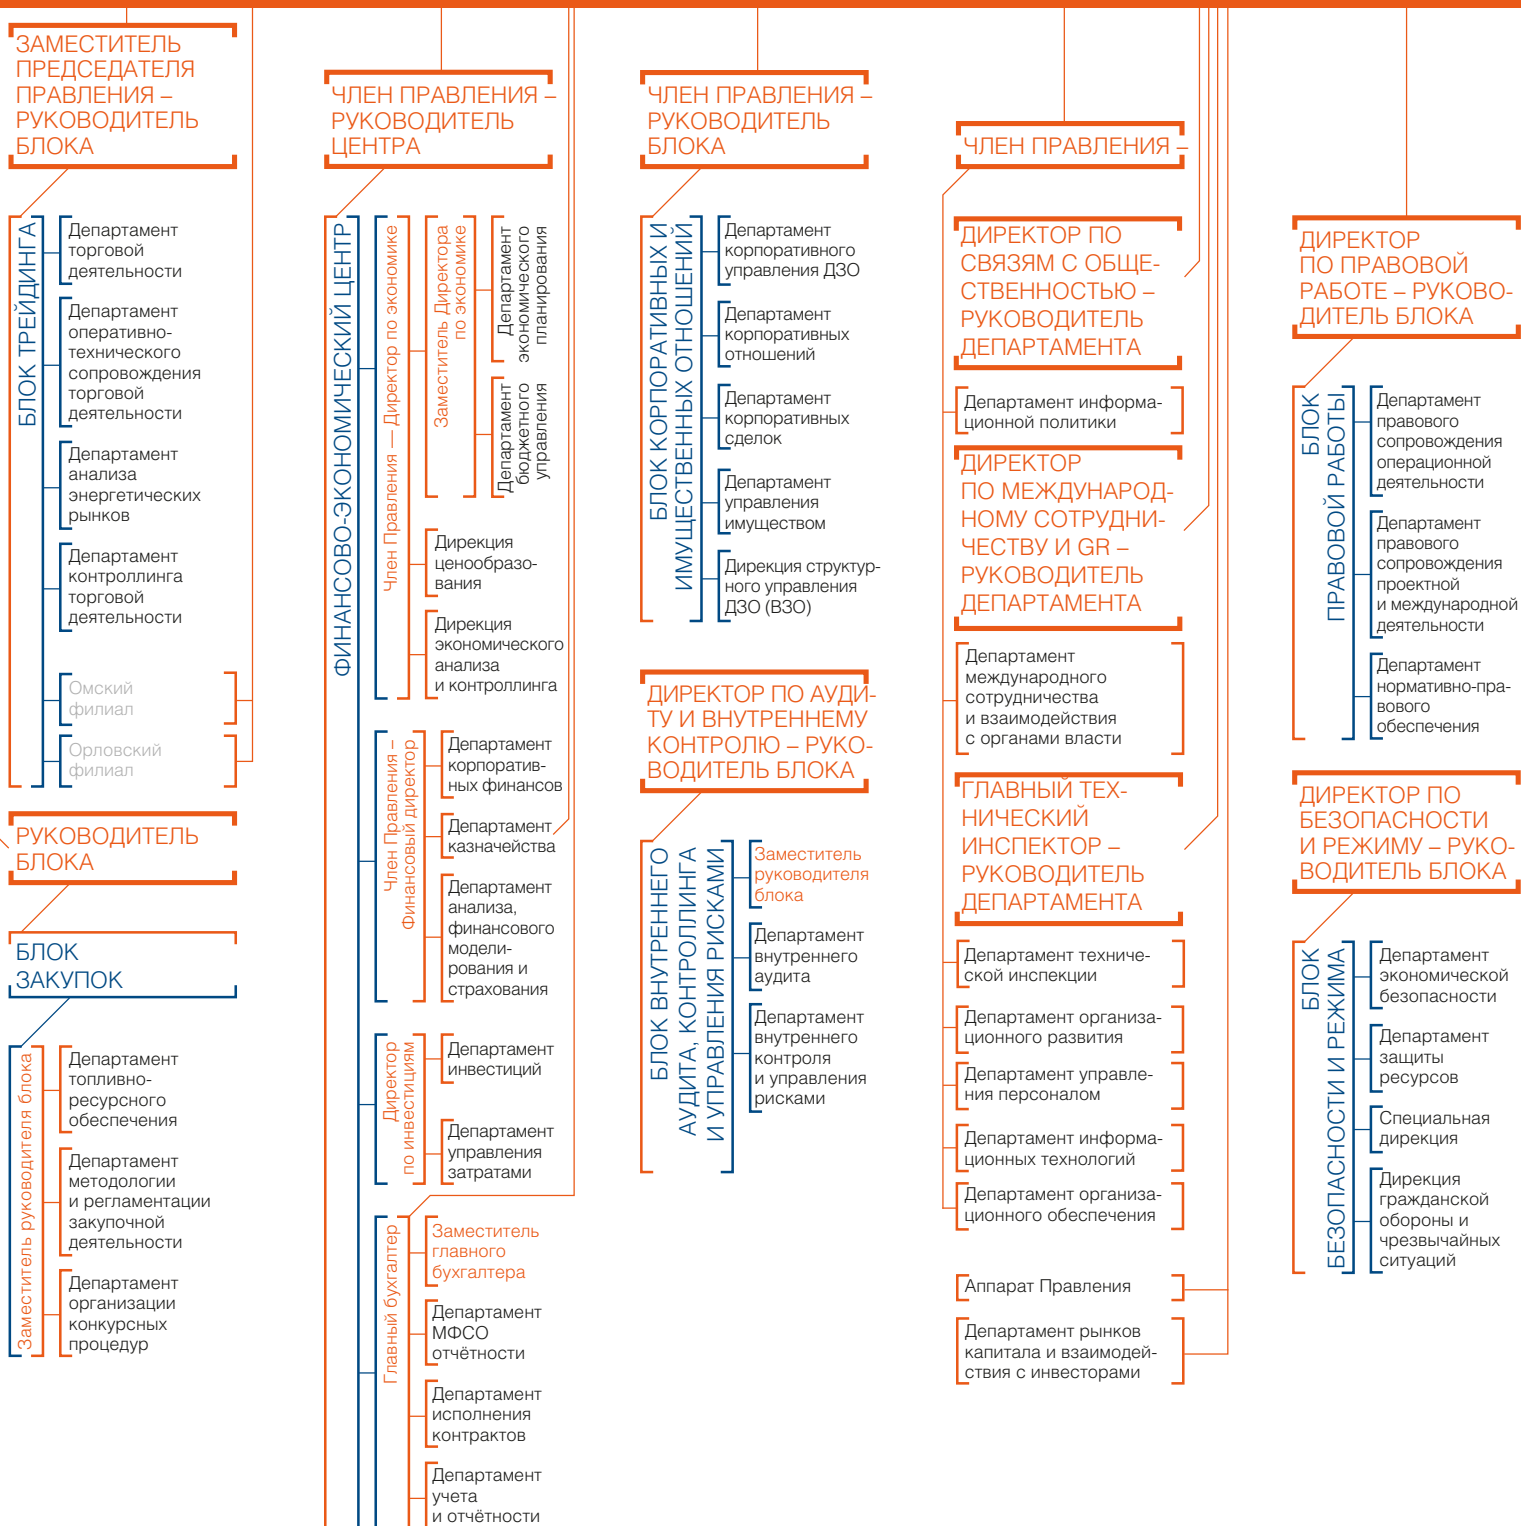 ЗАМЕСТИТЕЛЬ
ПРЕДСЕДАТЕЛЯ
ПРАВЛЕНИЯ –
РУКОВОДИТЕЛЬ
БЛОКА
БЛОК ТРЕЙДИНГА
Департамент
торговой
деятельности
Департамент
оперативно-
технического
сопровождения
торговой
деятельности
Департамент
анализа
энергетических
рынков
Департамент
контроллинга
торговой
деятельности
Омский
филиал
Орловский
филиал
РУКОВОДИТЕЛЬ
БЛОКА
БЛОК
ЗАКУПОК
Заместитель руководителя блока
Департамент
топливно-
ресурсного
обеспечения
Департамент
методологии
и регламентации
закупочной
деятельности
Департамент
организации
конкурсных
процедур
ЧЛЕН ПРАВЛЕНИЯ –
РУКОВОДИТЕЛЬ
ЦЕНТРА
ФИНАНСОВО-ЭКОНОМИЧЕСКИЙ ЦЕНТР
Член Правления — Директор по экономике
Заместитель Директора
по экономике
Департамент
экономического
планирования
Департамент
бюджетного
управления
Дирекция
ценообразо-
вания
Дирекция
экономического
анализа
и контроллинга
Член Правления –
Финансовый директор
Департамент
корпоратив-
ных финансов
Департамент
казначейства
Департамент
анализа,
финансового
модели-
рования и
страхования
Директор
по инвестициям
Департамент
инвестиций
Департамент
управления
затратами
Главный бухгалтер
Заместитель
главного
бухгалтера
Департамент
МФСО
отчётности
Департамент
исполнения
контрактов
Департамент
учета
и отчётности
ЧЛЕН ПРАВЛЕНИЯ –
РУКОВОДИТЕЛЬ
БЛОКА
БЛОК КОРПОРАТИВНЫХ И
ИМУЩЕСТВЕННЫХ ОТНОШЕНИЙ
Департамент
корпоративного
управления ДЗО
Департамент
корпоративных
отношений
Департамент
корпоративных
сделок
Департамент
управления
имуществом
Дирекция структур-
ного управления
ДЗО (ВЗО)
ДИРЕКТОР ПО АУДИ-
ТУ И ВНУТРЕННЕМУ
КОНТРОЛЮ – РУКО-
ВОДИТЕЛЬ БЛОКА
БЛОК ВНУТРЕННЕГО
АУДИТА, КОНТРОЛЛИНГА
И УПРАВЛЕНИЯ РИСКАМИ
Заместитель
руководителя
блока
Департамент
внутреннего
аудита
Департамент
внутреннего
контроля
и управления
рисками
ЧЛЕН ПРАВЛЕНИЯ –
ДИРЕКТОР ПО
СВЯЗЯМ С ОБЩЕ-
СТВЕННОСТЬЮ –
РУКОВОДИТЕЛЬ
ДЕПАРТАМЕНТА
Департамент информа-
ционной политики
ДИРЕКТОР
ПО МЕЖДУНАРОД-
НОМУ СОТРУДНИ-
ЧЕСТВУ И GR –
РУКОВОДИТЕЛЬ
ДЕПАРТАМЕНТА
Департамент
международного
сотрудничества
и взаимодействия
с органами власти
ГЛАВНЫЙ ТЕХ-
НИЧЕСКИЙ
ИНСПЕКТОР –
РУКОВОДИТЕЛЬ
ДЕПАРТАМЕНТА
Департамент техниче-
ской инспекции
Департамент организа-
ционного развития
Департамент управле-
ния персоналом
Департамент информа-
ционных технологий
Департамент организа-
ционного обеспечения
Аппарат Правления
Департамент рынков
капитала и взаимодей-
ствия с инвесторами
ДИРЕКТОР
ПО ПРАВОВОЙ
РАБОТЕ – РУКОВО-
ДИТЕЛЬ БЛОКА
БЛОК
ПРАВОВОЙ РАБОТЫ
Департамент
правового
сопровождения
операционной
деятельности
Департамент
правового
сопровождения
проектной
и международной
деятельности
Департамент
нормативно-пра-
вового
обеспечения
ДИРЕКТОР ПО
БЕЗОПАСНОСТИ
И РЕЖИМУ – РУКО-
ВОДИТЕЛЬ БЛОКА
БЛОК
БЕЗОПАСНОСТИ И РЕЖИМА
Департамент
экономической
безопасности
Департамент
защиты
ресурсов
Специальная
дирекция
Дирекция
гражданской
обороны и
чрезвычайных
ситуаций